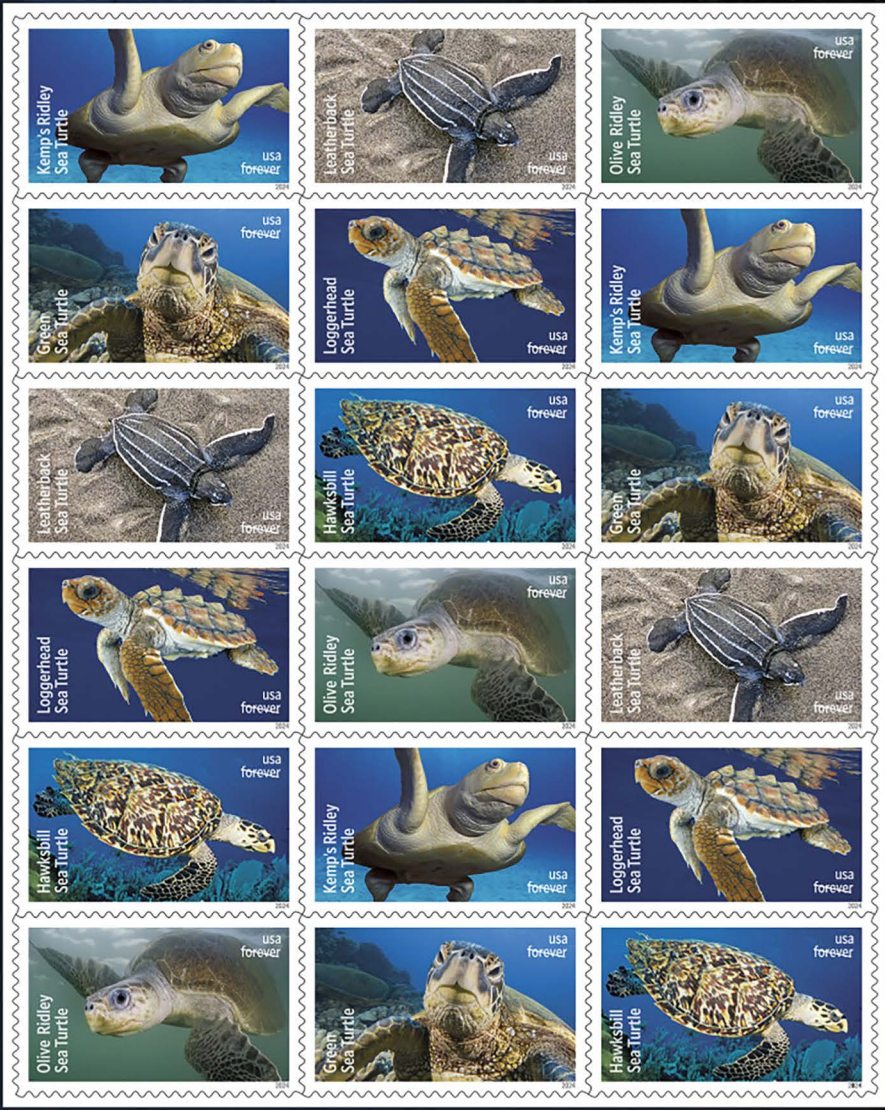 Kemp's Ridley
Sea Turtle
usa
forever
2024
Leatherback
Sea Turtle
usa
forever
2024
usa
forever
Olive Ridley
Sea Turtle
2024
usa
forever
Green
Sea Turtle
2024
Loggerhead
Sea Turtle
usa
forever
2024
Kemp's Ridley
Sea Turtle
usa
forever
2024
Leatherback
Sea Turtle
usa
forever
2024
usa
forever
Hawksbill
Sea Turtle
2024
usa
forever
Green
Sea Turtle
2024
Loggerhead
Sea Turtle
usa
forever
2024
usa
forever
Olive Ridley
Sea Turtle
2024
Leatherback
Sea Turtle
usa
forever
2024
usa
forever
Hawksbill
Sea Turtle
2024
Kemp's Ridley
Sea Turtle
usa
forever
2024
Loggerhead
Sea Turtle
usa
forever
2024
usa
forever
Olive Ridley
Sea Turtle
2024
usa
forever
Green
Sea Turtle
2024
usa
forever
Hawksbill
Sea Turtle
2024